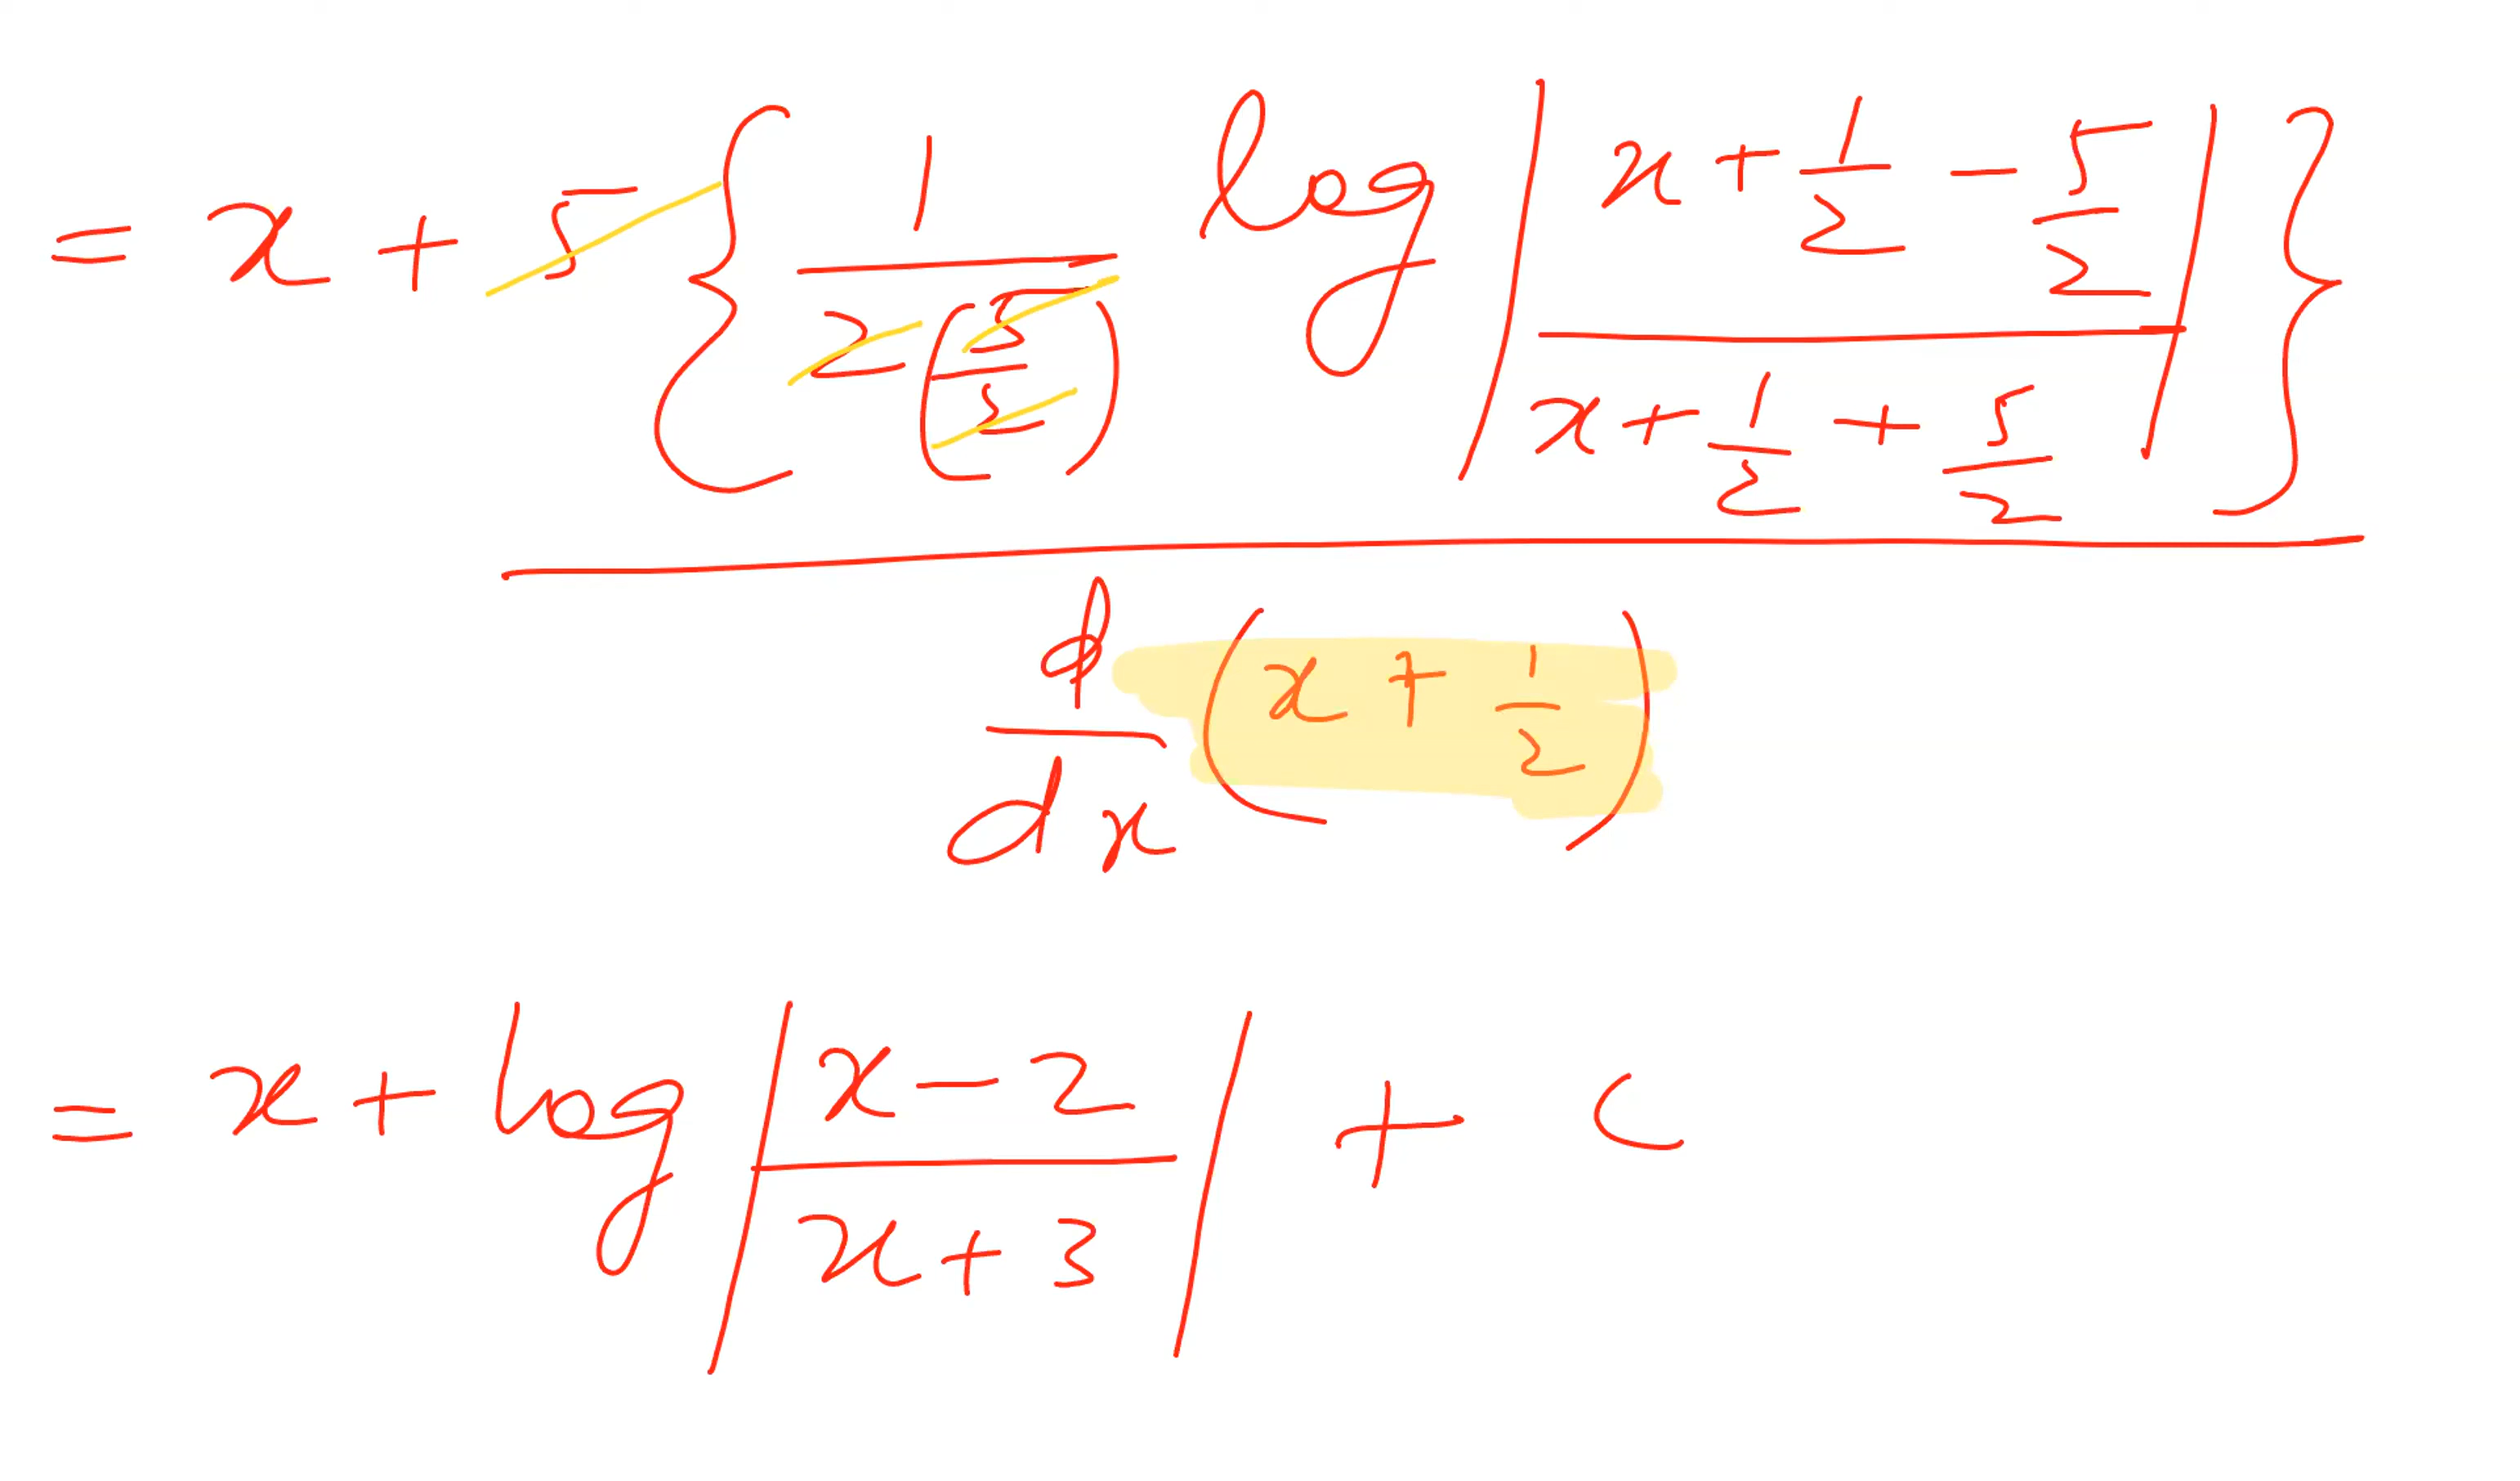 = x + 5 { 1/(2(5/2)) log | (x + 1/2 - 5/2)/(x + 1/2 + 5/2) | }
d/dx (x + 1/2)
= x + log | (x - 2)/(x + 3) | + c